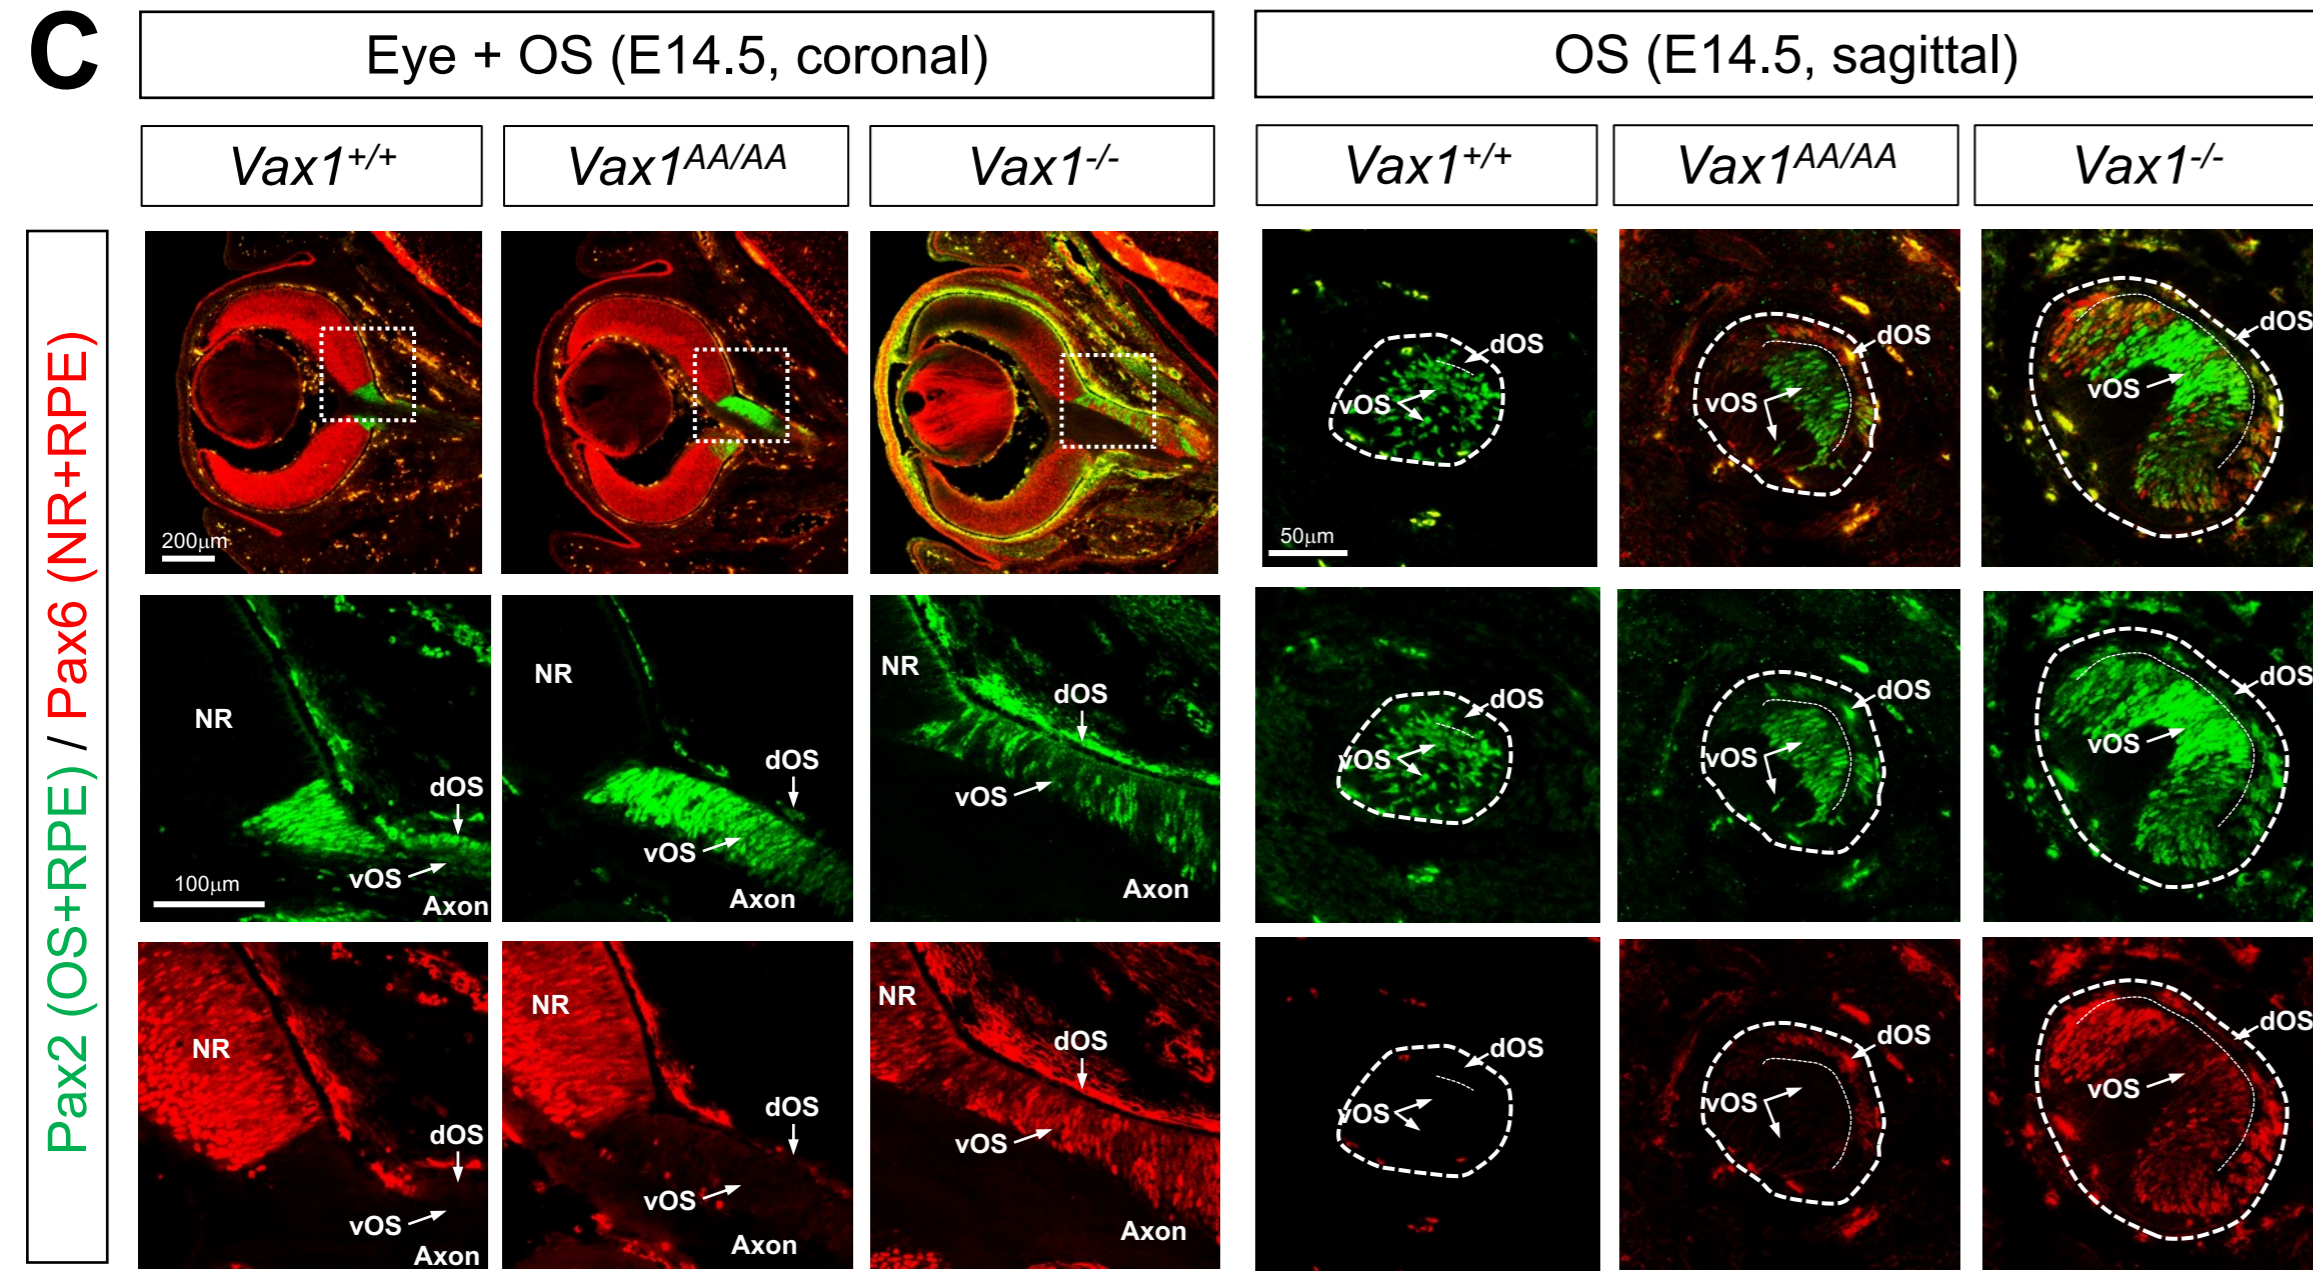 C
Eye + OS (E14.5, coronal)
OS (E14.5, sagittal)
Vax1+/+
Vax1AA/AA
Vax1-/-
Vax1+/+
Vax1AA/AA
Vax1-/-
Pax2 (OS+RPE) / Pax6 (NR+RPE)
200μm
50μm
dOS
vOS
dOS
vOS
dOS
vOS
NR
dOS
vOS
Axon
100μm
NR
dOS
vOS
Axon
NR
dOS
vOS
Axon
dOS
vOS
dOS
vOS
dOS
vOS
NR
dOS
vOS
Axon
NR
dOS
vOS
Axon
NR
dOS
vOS
Axon
dOS
vOS
dOS
vOS
dOS
vOS